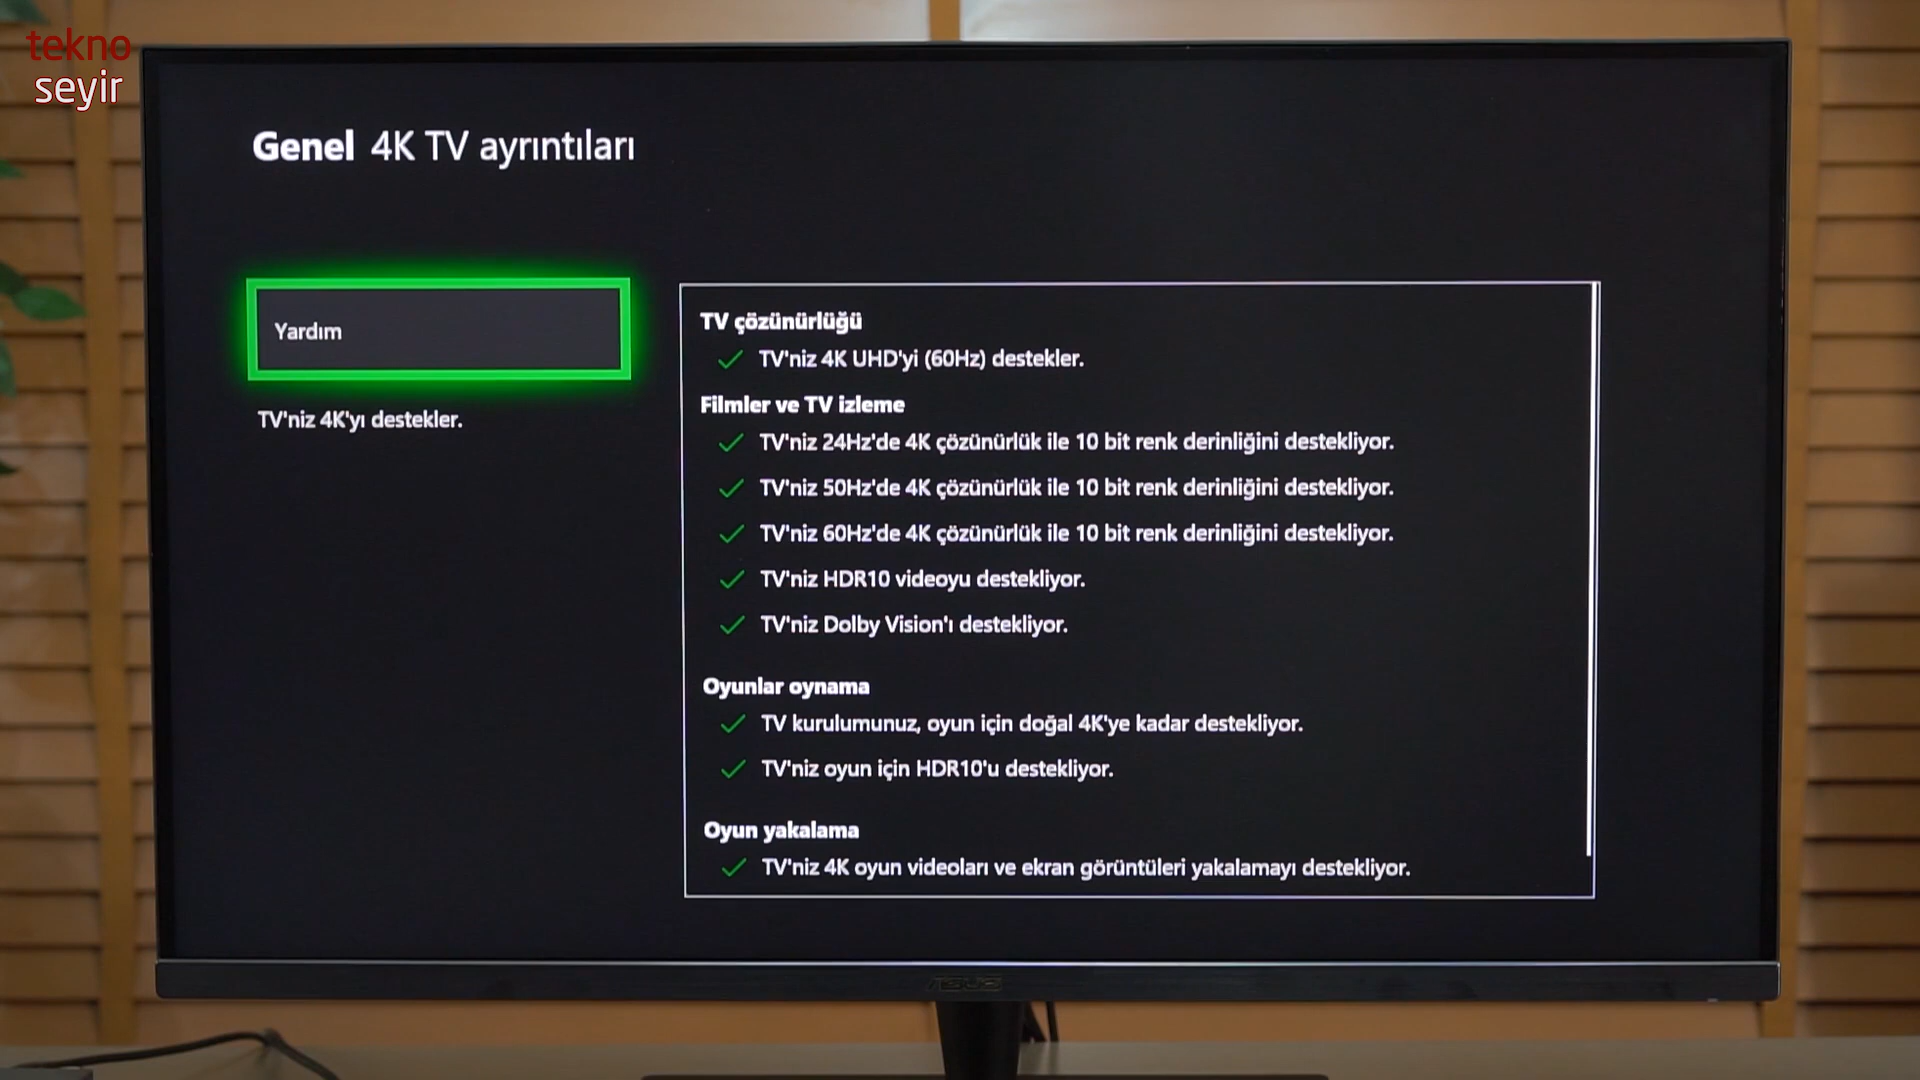 tekno
seyir
Genel 4K TV ayrıntıları
Yardım
TV'niz 4K'yı destekler.
TV çözünürlüğü
TV'niz 4K UHD'yi (60Hz) destekler.
Filmler ve TV izleme
TV'niz 24Hz'de 4K çözünürlük ile 10 bit renk derinliğini destekliyor.
TV'niz 50Hz'de 4K çözünürlük ile 10 bit renk derinliğini destekliyor.
TV'niz 60Hz'de 4K çözünürlük ile 10 bit renk derinliğini destekliyor.
TV'niz HDR10 videoyu destekliyor.
TV'niz Dolby Vision'ı destekliyor.
Oyunlar oynama
TV kurulumunuz, oyun için doğal 4K'ye kadar destekliyor.
TV'niz oyun için HDR10'u destekliyor.
Oyun yakalama
TV'niz 4K oyun videoları ve ekran görüntüleri yakalamayı destekliyor.
ASUS